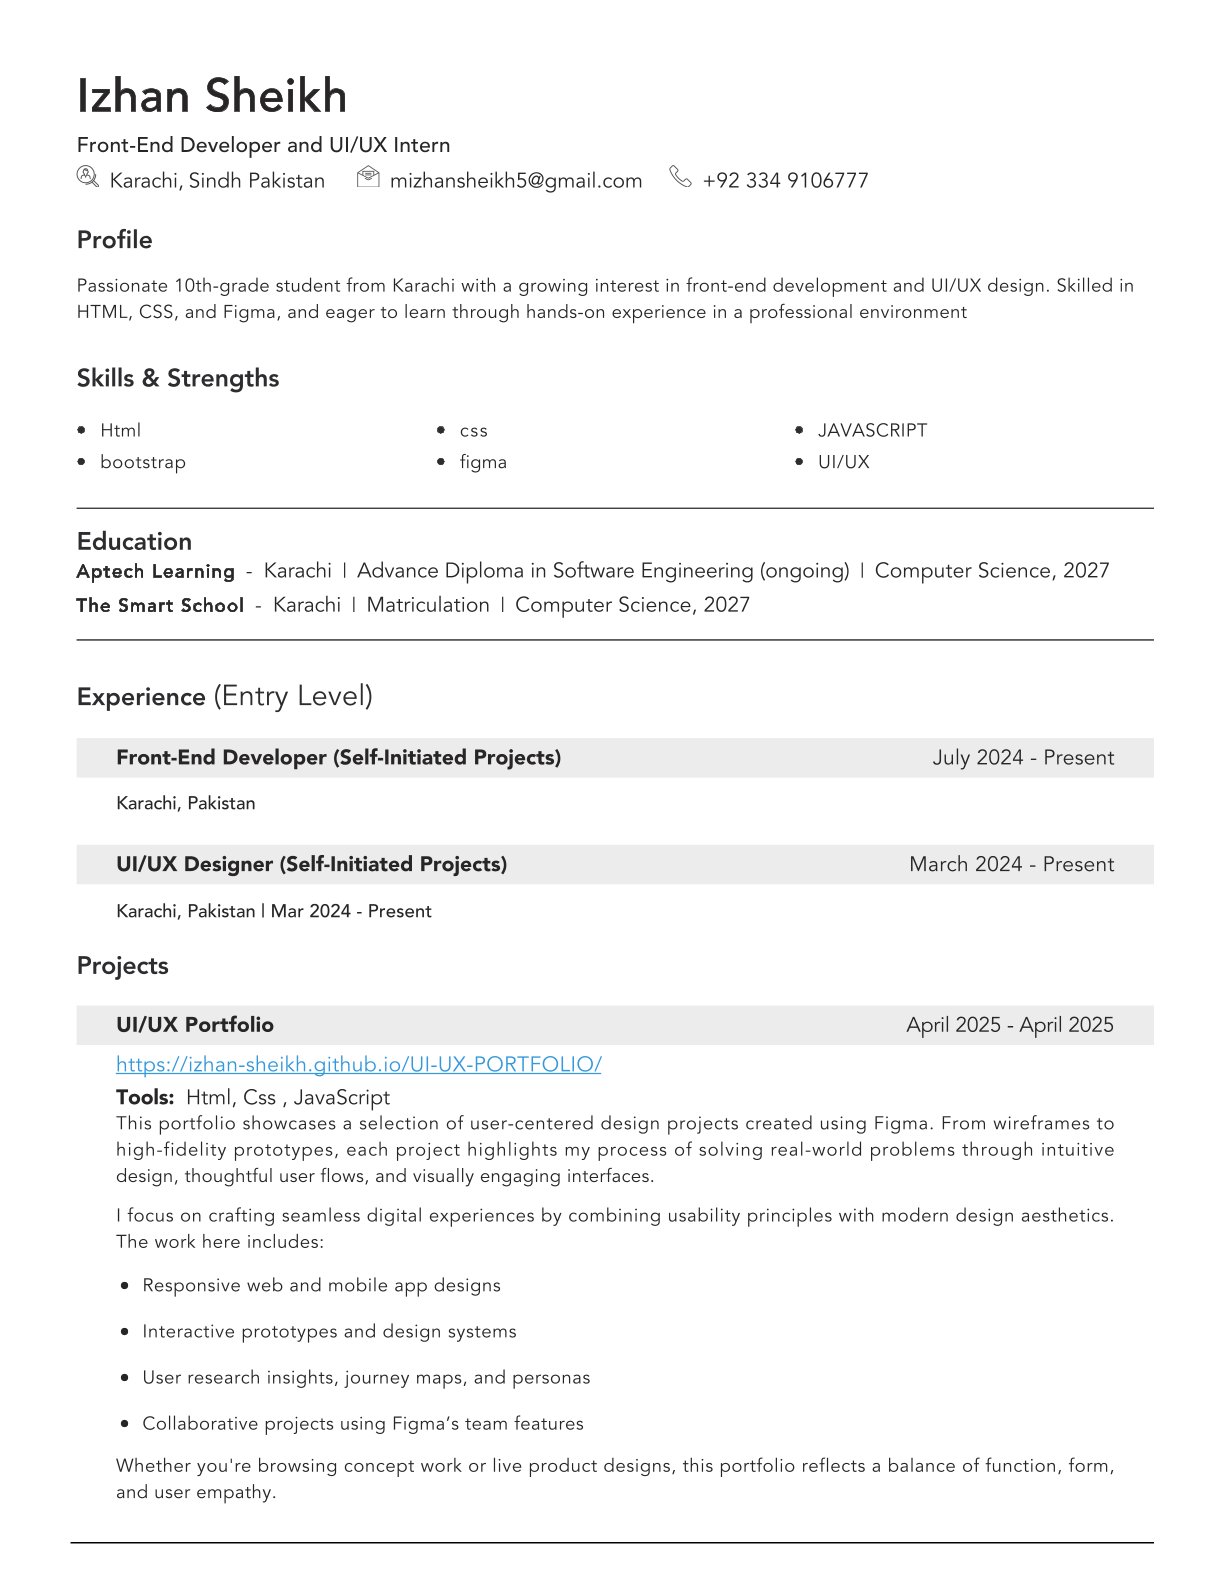 Izhan Sheikh
Front-End Developer and UI/UX Intern
Karachi, Sindh Pakistan mizhansheikh5@gmail.com +92 334 9106777
Profile
Passionate 10th-grade student from Karachi with a growing interest in front-end development and UI/UX design. Skilled in
HTML, CSS, and Figma, and eager to learn through hands-on experience in a professional environment
Skills & Strengths
• Html • css • JAVASCRIPT
• bootstrap • figma • UI/UX
Education
Aptech Learning - Karachi | Advance Diploma in Software Engineering (ongoing) | Computer Science, 2027
The Smart School - Karachi | Matriculation | Computer Science, 2027
Experience (Entry Level)
Front-End Developer (Self-Initiated Projects) July 2024 - Present
Karachi, Pakistan
UI/UX Designer (Self-Initiated Projects) March 2024 - Present
Karachi, Pakistan | Mar 2024 - Present
Projects
UI/UX Portfolio April 2025 - April 2025
https://izhan-sheikh.github.io/UI-UX-PORTFOLIO/
Tools: Html, Css , JavaScript
This portfolio showcases a selection of user-centered design projects created using Figma. From wireframes to
high-fidelity prototypes, each project highlights my process of solving real-world problems through intuitive
design, thoughtful user flows, and visually engaging interfaces.
I focus on crafting seamless digital experiences by combining usability principles with modern design aesthetics.
The work here includes:
• Responsive web and mobile app designs
• Interactive prototypes and design systems
• User research insights, journey maps, and personas
• Collaborative projects using Figma’s team features
Whether you're browsing concept work or live product designs, this portfolio reflects a balance of function, form,
and user empathy.